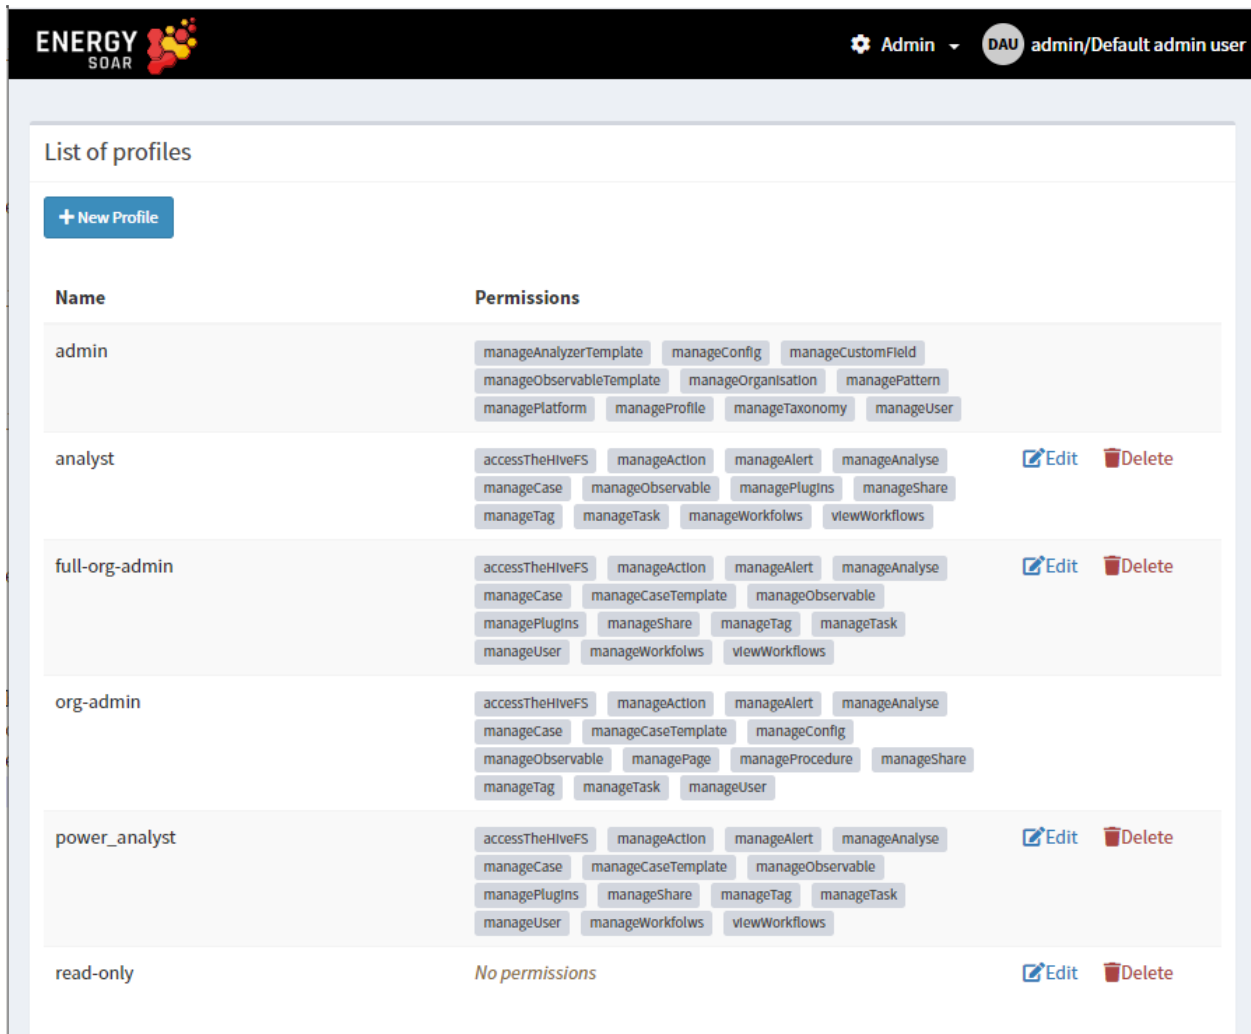 ENERGY
SOAR
Admin
DAU admin/Default admin user
List of profiles
New Profile
Name Permissions
admin manageAnalyzerTemplate manageConfig manageCustomField
manageObservableTemplate manageOrganisation managePattern
managePlatform manageProfile manageTaxonomy manageUser
analyst accessTheHiveFS manageAction manageAlert manageAnalyse Edit Delete
manageCase manageObservable managePlugins manageShare
manageTag manageTask manageWorkfolws viewWorkflows
full-org-admin accessTheHiveFS manageAction manageAlert manageAnalyse Edit Delete
manageCase manageCaseTemplate manageObservable
managePlugins manageShare manageTag manageTask
manageUser manageWorkfolws viewWorkflows
org-admin accessTheHiveFS manageAction manageAlert manageAnalyse
manageCase manageCaseTemplate manageConfig
manageObservable managePage manageProcedure manageShare
manageTag manageTask manageUser
power_analyst accessTheHiveFS manageAction manageAlert manageAnalyse Edit Delete
manageCase manageCaseTemplate manageObservable
managePlugins manageShare manageTag manageTask
manageUser manageWorkfolws viewWorkflows
read-only No permissions Edit Delete